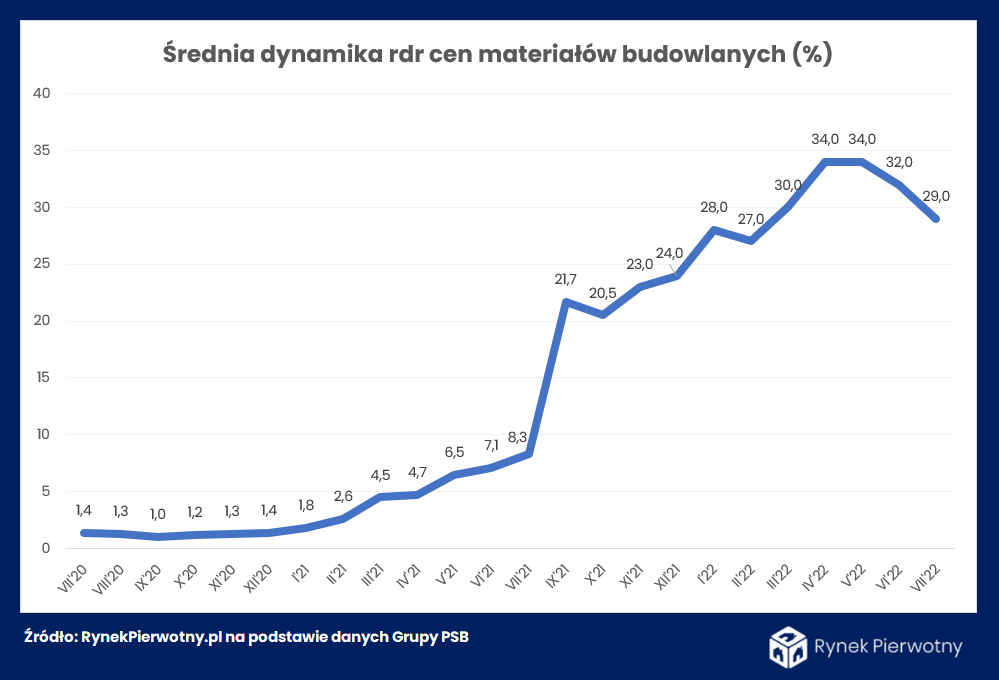 Średnia dynamika rdr cen materiałów budowlanych (%)
40
35
30
25
20
15
10
5
0
1,4
1,3
1,0
1,2
1,3
1,4
1,8
2,6
4,5
4,7
6,5
7,1
8,3
21,7
20,5
23,0
24,0
28,0
27,0
30,0
34,0
34,0
32,0
29,0
VII'20
VIII'20
IX'20
X'20
XI'20
XII'20
I'21
II'21
III'21
IV'21
V'21
VI'21
VII'21
IX'21
X'21
XI'21
XII'21
I'22
II'22
III'22
IV'22
V'22
VI'22
VII'22
Źródło: RynekPierwotny.pl na podstawie danych Grupy PSB
Rynek Pierwotny